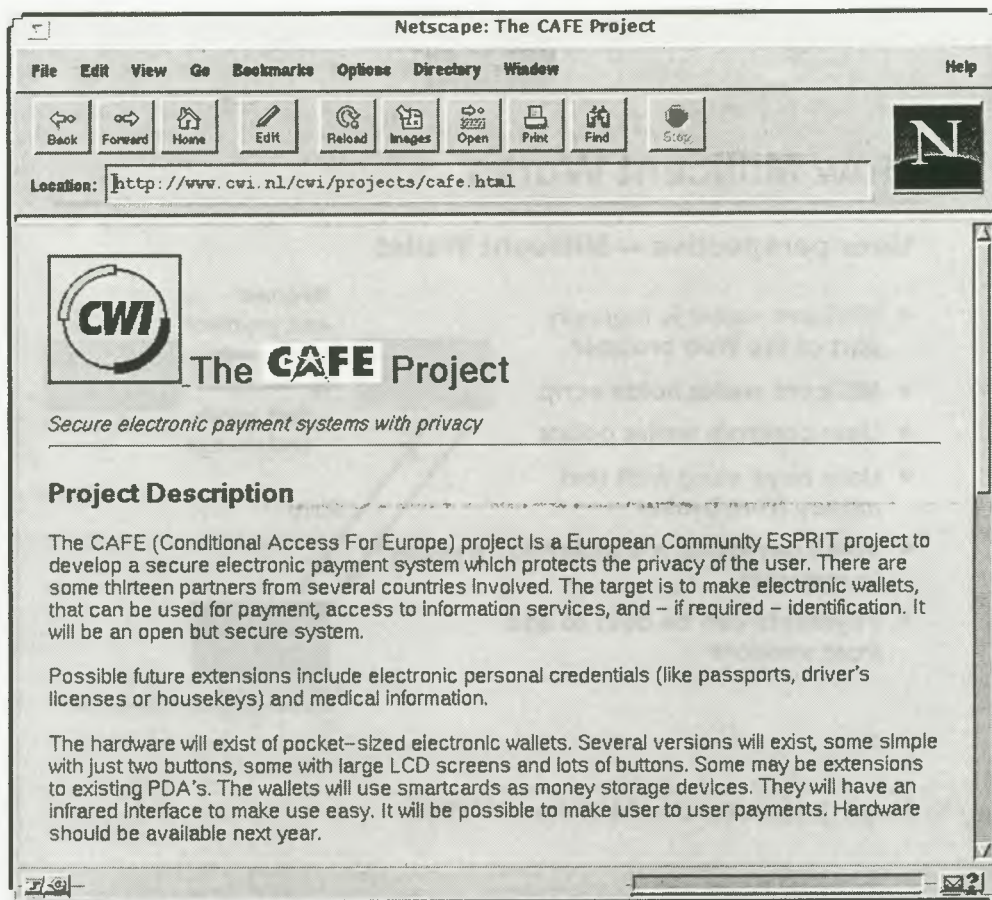 Netscape: The CAFE Project
File Edit View Go Bookmarks Options Directory Window Help
Back Forward Home Edit Reload Images Open Print Find Stop
N
Location: http://www.cwi.nl/cwi/projects/cafe.html
CWI
The CAFE Project
Secure electronic payment systems with privacy
Project Description
The CAFE (Conditional Access For Europe) project is a European Community ESPRIT project to
develop a secure electronic payment system which protects the privacy of the user. There are
some thirteen partners from several countries involved. The target is to make electronic wallets,
that can be used for payment, access to information services, and – if required – identification. It
will be an open but secure system.
Possible future extensions include electronic personal credentials (like passports, driver's
licenses or housekeys) and medical information.
The hardware will exist of pocket-sized electronic wallets. Several versions will exist, some simple
with just two buttons, some with large LCD screens and lots of buttons. Some may be extensions
to existing PDA's. The wallets will use smartcards as money storage devices. They will have an
infrared interface to make use easy. It will be possible to make user to user payments. Hardware
should be available next year.